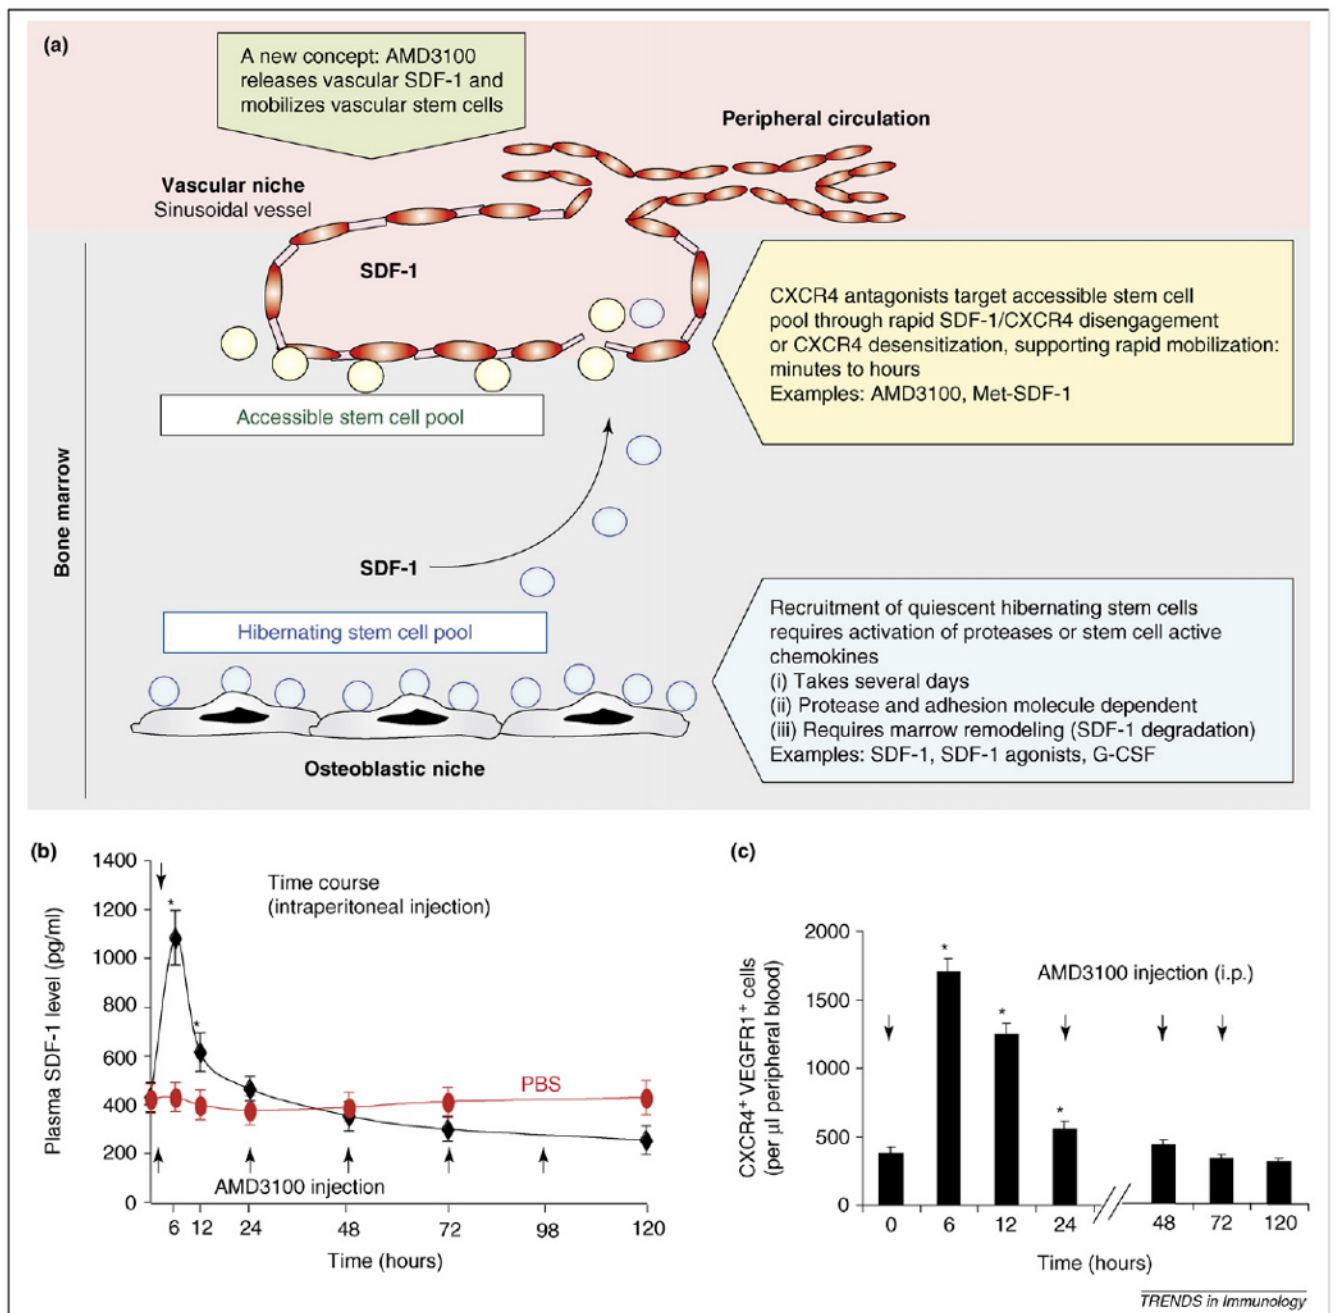 (a)
A new concept: AMD3100
releases vascular SDF-1 and
mobilizes vascular stem cells
Peripheral circulation
Vascular niche
Sinusoidal vessel
SDF-1
CXCR4 antagonists target accessible stem cell
pool through rapid SDF-1/CXCR4 disengagement
or CXCR4 desensitization, supporting rapid mobilization:
minutes to hours
Examples: AMD3100, Met-SDF-1
Accessible stem cell pool
Bone marrow
SDF-1
Hibernating stem cell pool
Recruitment of quiescent hibernating stem cells
requires activation of proteases or stem cell active
chemokines
(i) Takes several days
(ii) Protease and adhesion molecule dependent
(iii) Requires marrow remodeling (SDF-1 degradation)
Examples: SDF-1, SDF-1 agonists, G-CSF
Osteoblastic niche
(b)
Plasma SDF-1 level (pg/ml)
1400
1200
1000
800
600
400
200
0
Time course
(intraperitoneal injection)
*
*
PBS
AMD3100 injection
6 12 24 48 72 98 120
Time (hours)
(c)
CXCR4⁺ VEGFR1⁺ cells
(per μl peripheral blood)
2000
1500
1000
500
0
AMD3100 injection (i.p.)
*
*
*
0 6 12 24 48 72 120
Time (hours)
TRENDS in Immunology